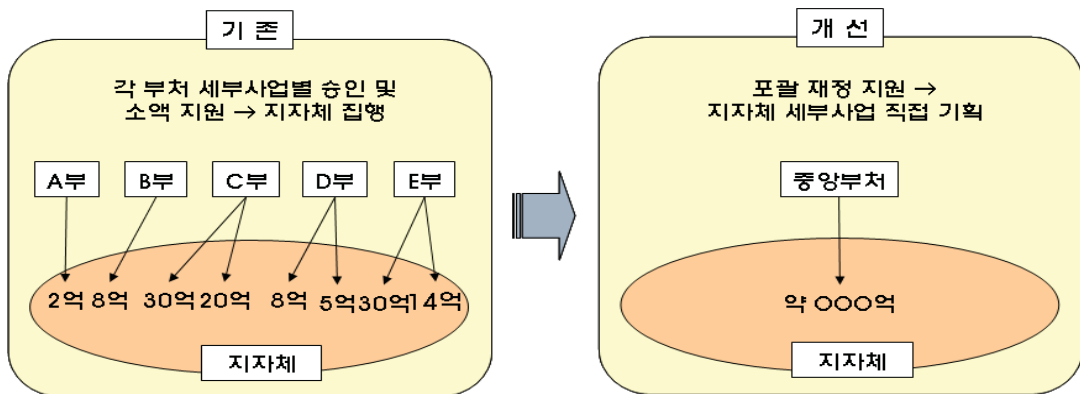 기 존
각 부처 세부사업별 승인 및
소액 지원 → 지자체 집행
A부 B부 C부 D부 E부
2억 8억 30억 20억 8억 5억 30억 14억
지자체
개 선
포괄 재정 지원 →
지자체 세부사업 직접 기획
중앙부처
약 ○○○억
지자체